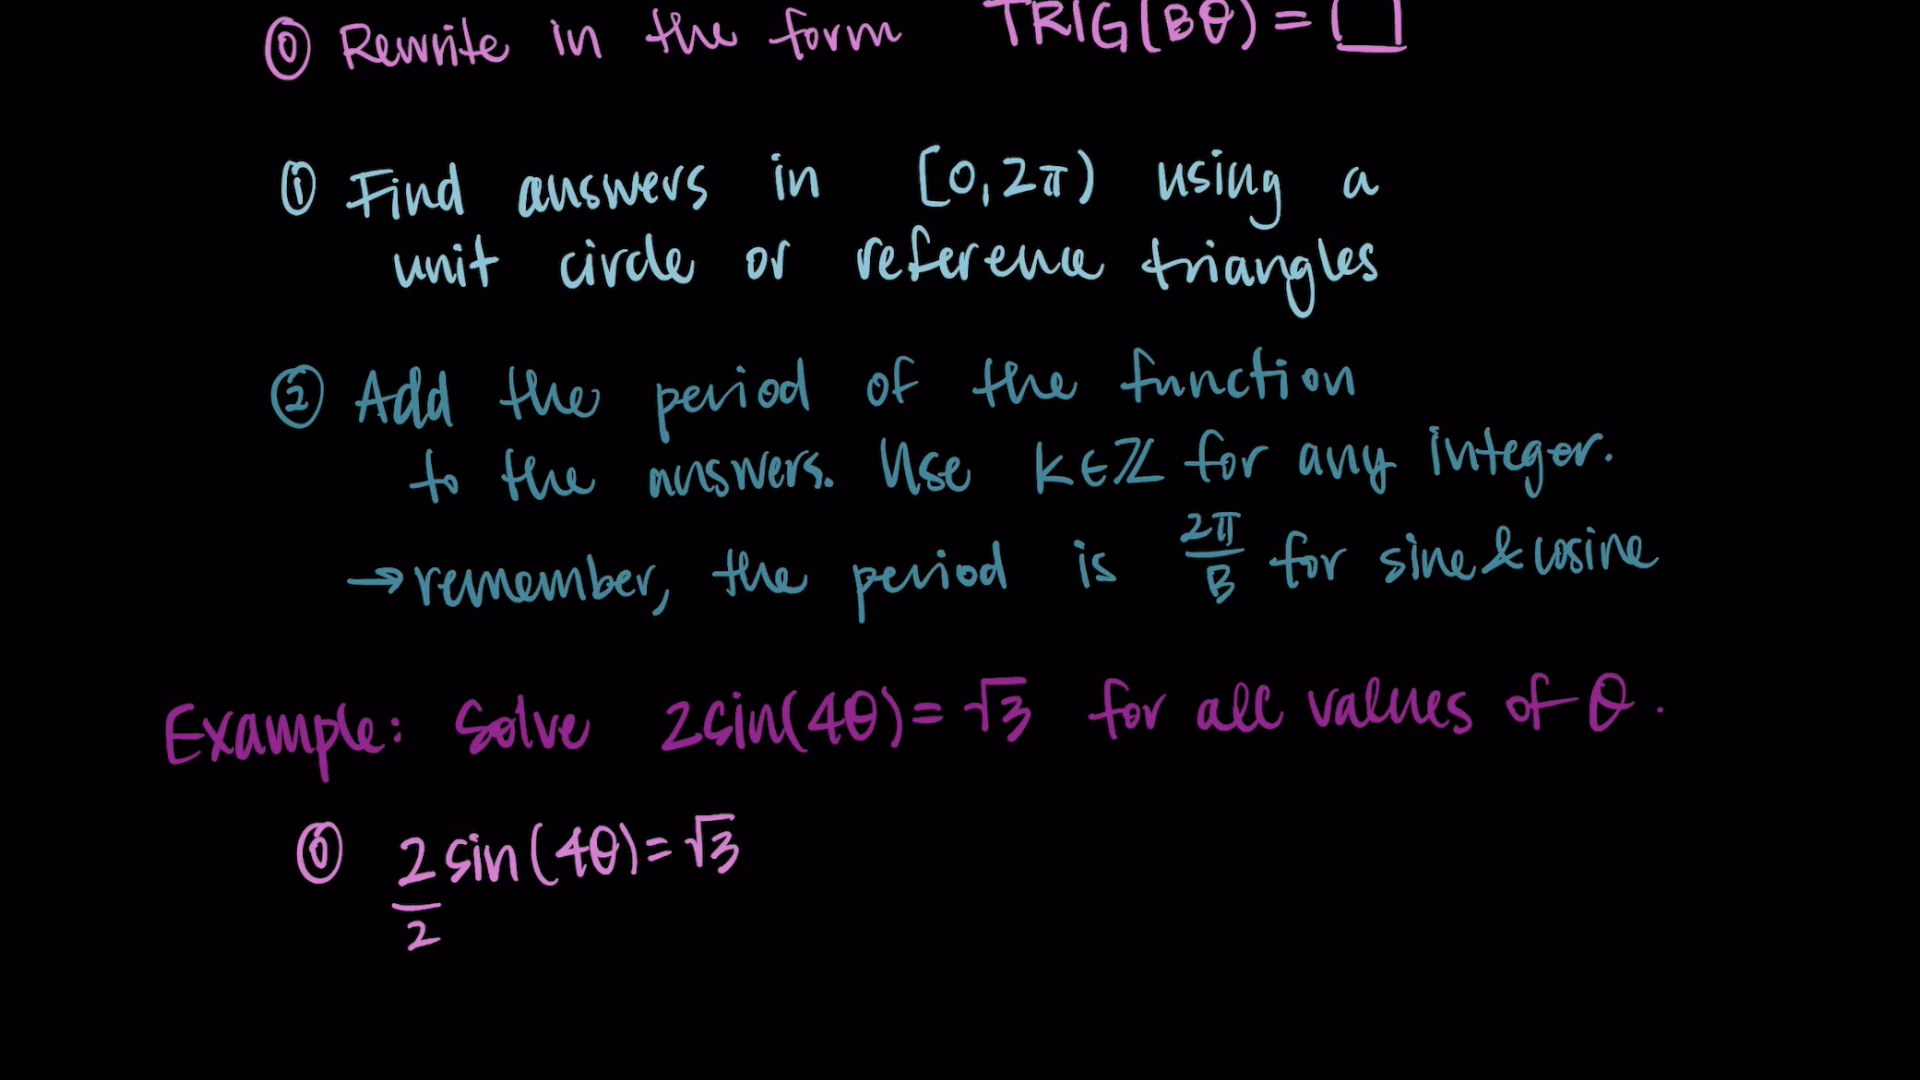 ⓪ Rewrite in the form TRIG(Bθ) = □
① Find answers in [0,2π) using a
unit circle or reference triangles
② Add the period of the function
to the answers. Use k∈ℤ for any integer.
→remember, the period is 2π/B for sine & cosine
Example: Solve 2sin(4θ)=√3 for all values of θ.
⓪ 2 sin(4θ)=√3
2